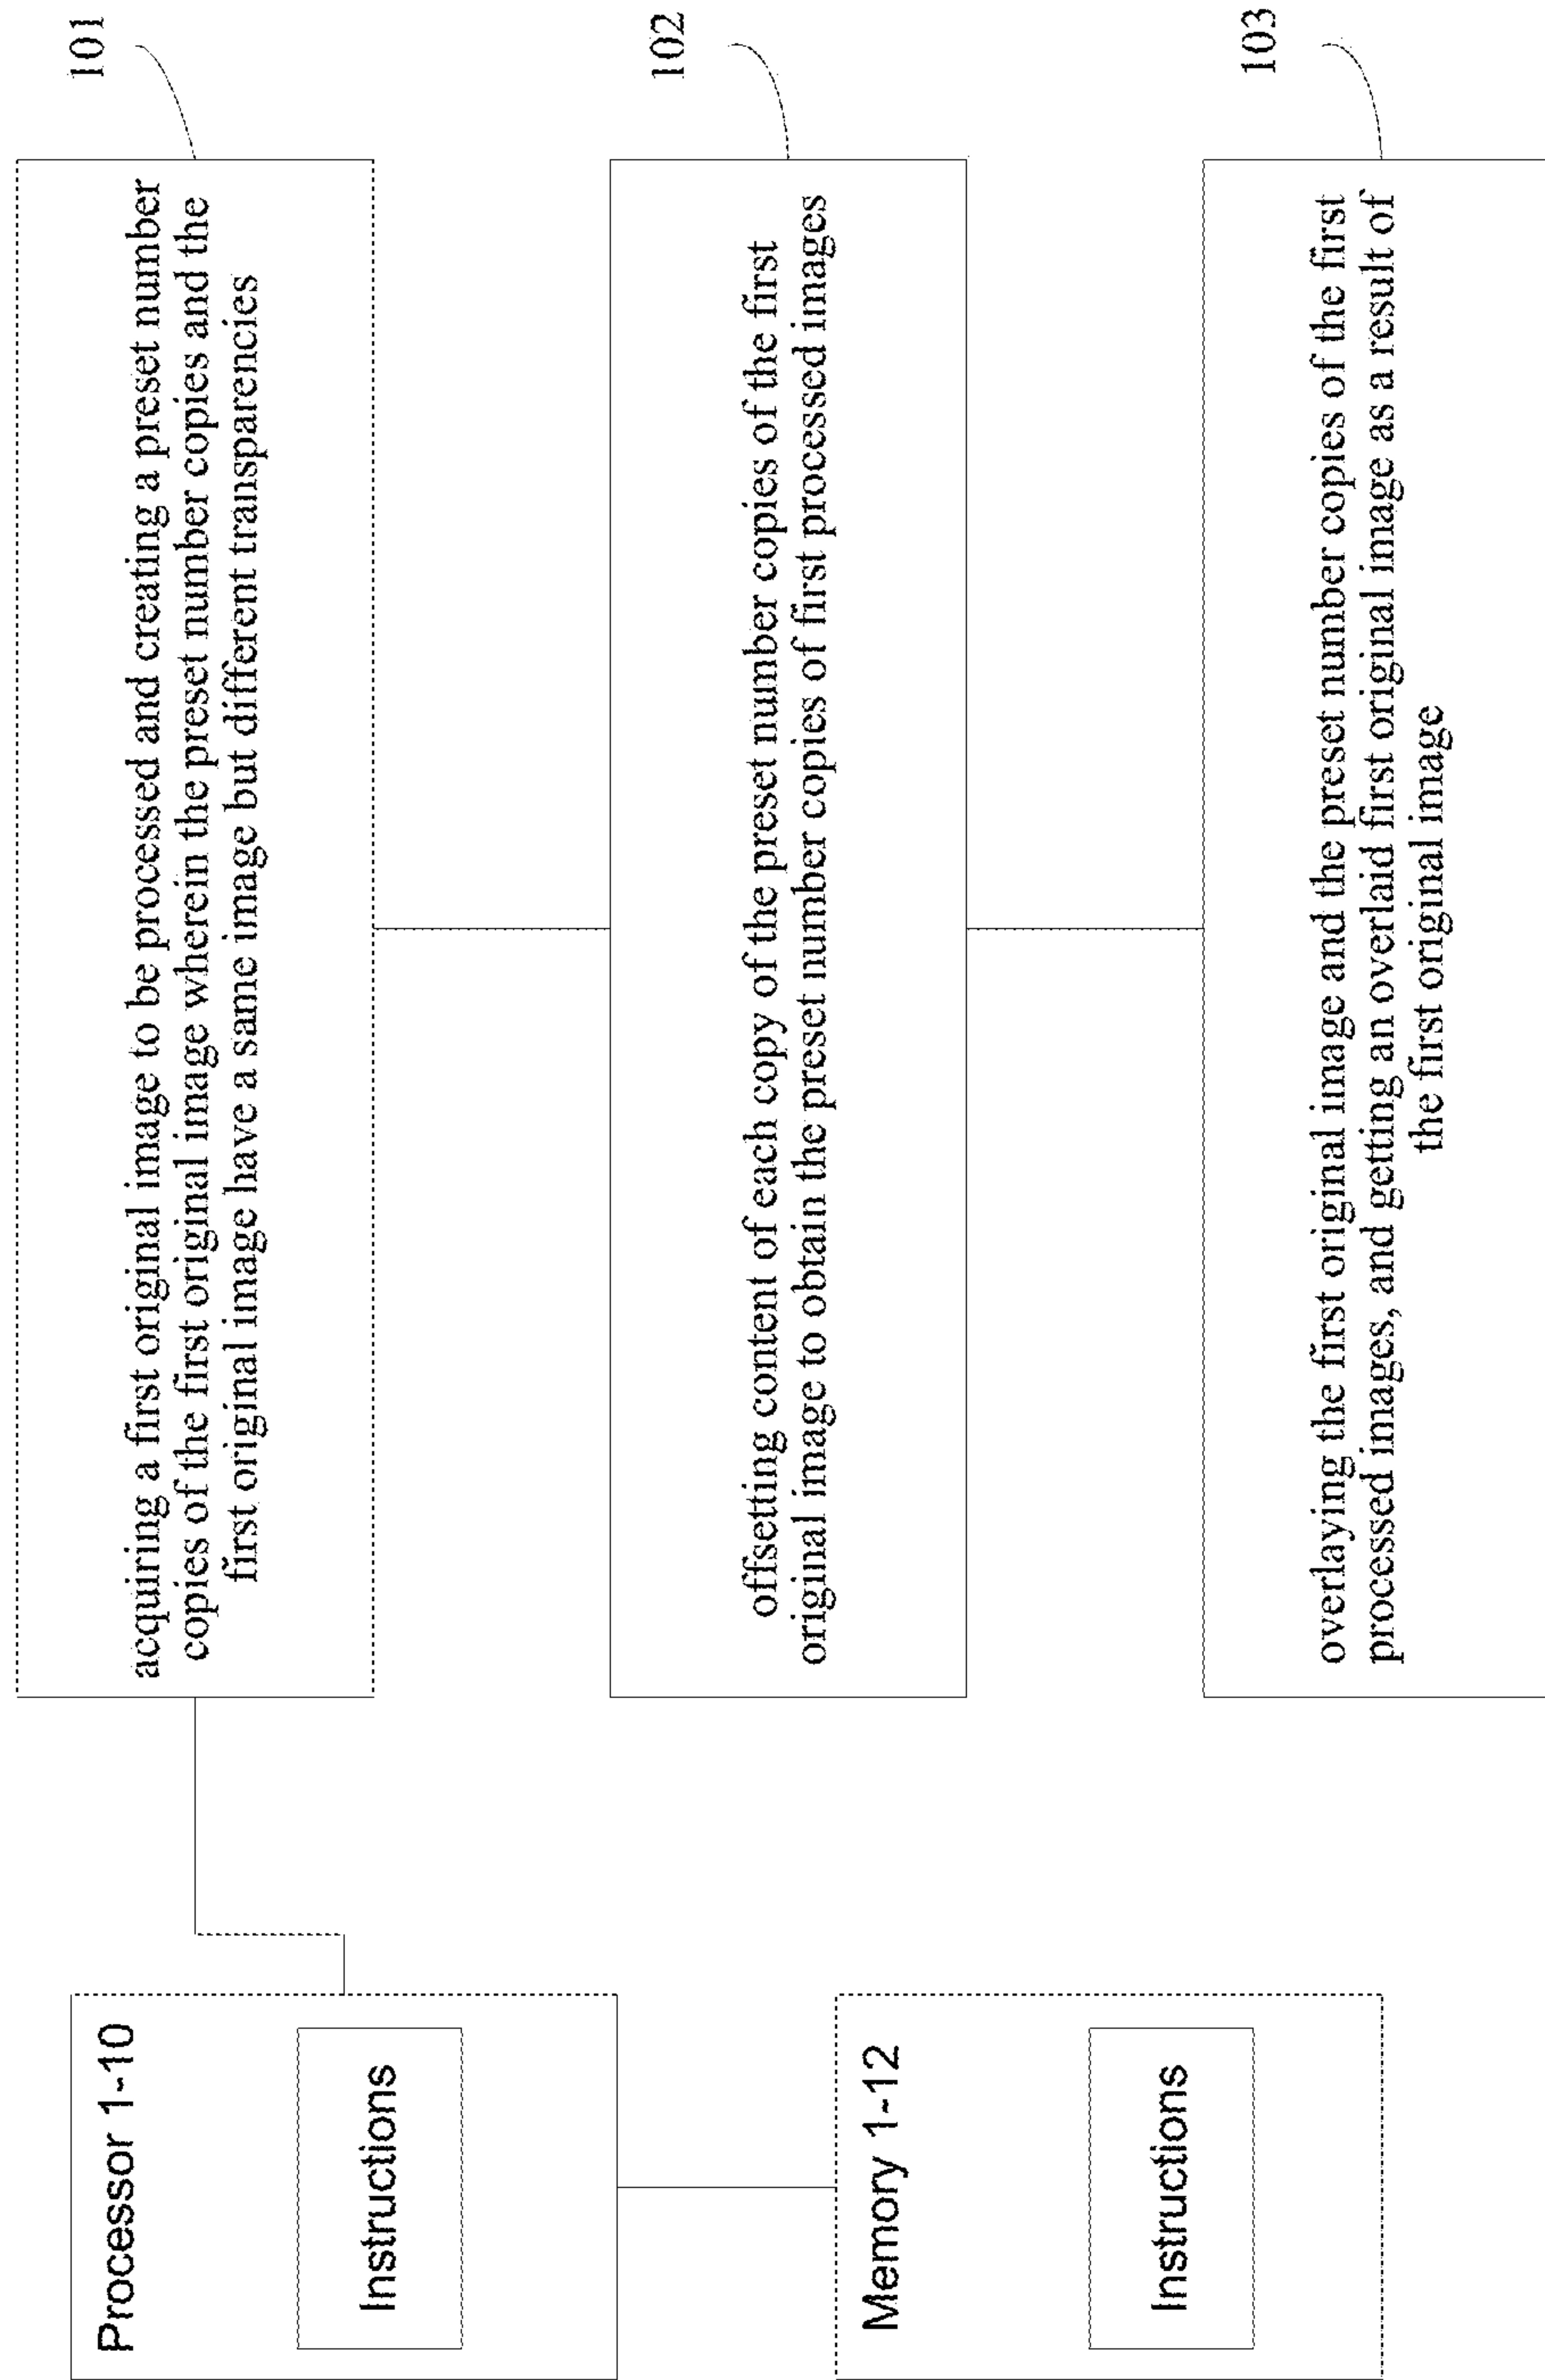 Processor 1-10
Instructions
Memory 1-12
Instructions
acquiring a first original image to be processed and creating a preset number
copies of the first original image wherein the preset number copies and the
first original image have a same image but different transparencies
101
offsetting content of each copy of the preset number copies of the first
original image to obtain the preset number copies of first processed images
102
overlaying the first original image and the preset number copies of the first
processed images, and getting an overlaid first original image as a result of
the first original image
103